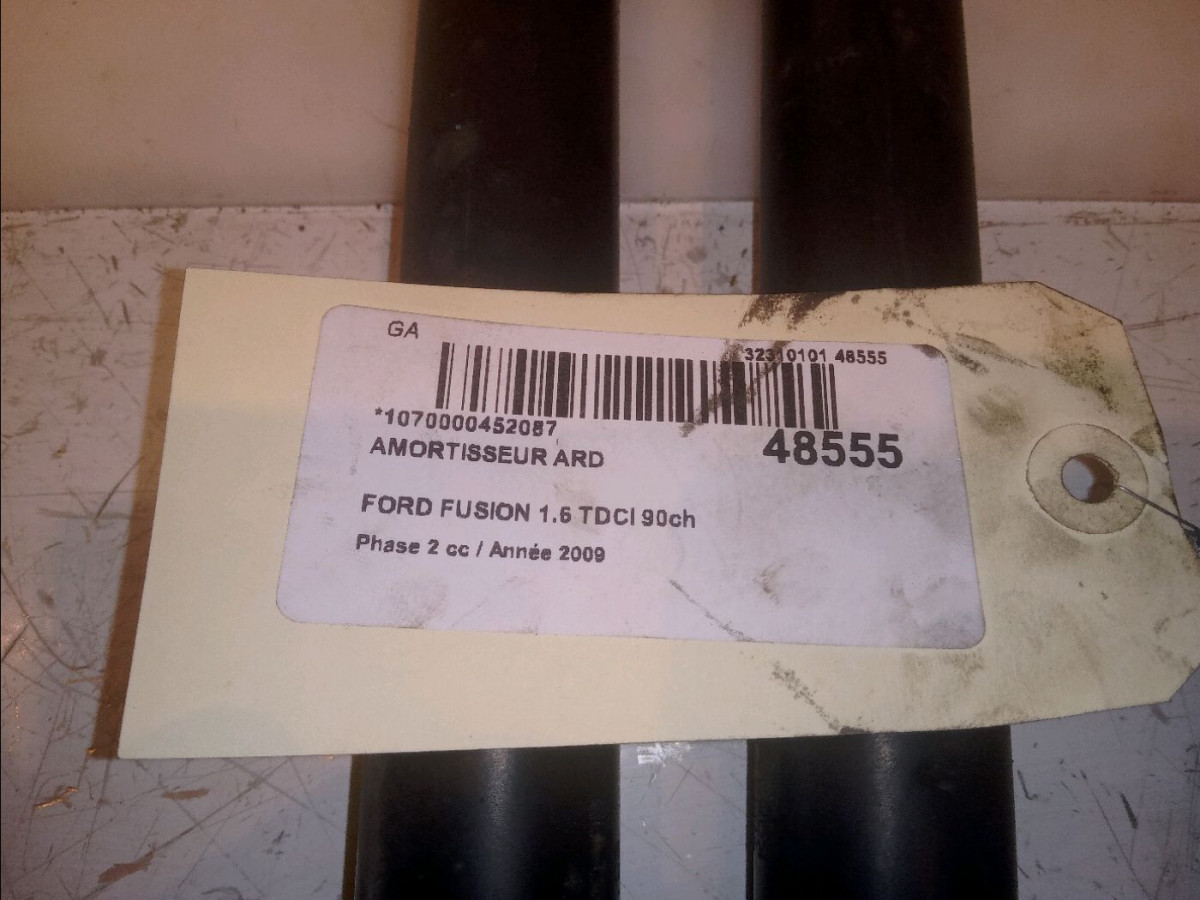 GA
32310101 48555
*1070000452087
48555
AMORTISSEUR ARD
FORD FUSION 1.6 TDCI 90ch
Phase 2 cc / Année 2009